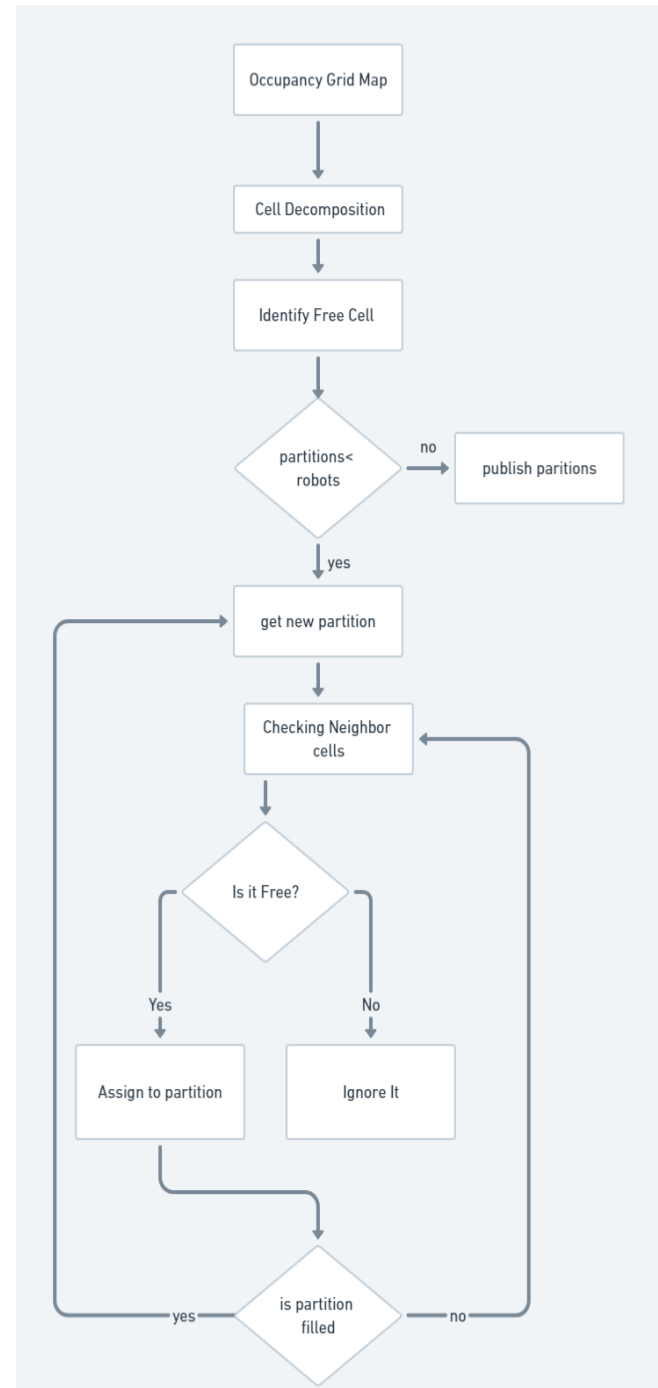 Occupancy Grid Map
Cell Decomposition
Identify Free Cell
partitions<
robots
no
publish paritions
yes
get new partition
Checking Neighbor
cells
Is it Free?
Yes
No
Assign to partition
Ignore It
is partition
filled
yes
no